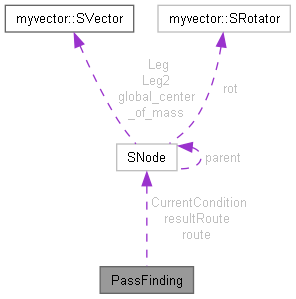 myvector::SVector
myvector::SRotator
Leg
Leg2
global_center
_of_mass
rot
SNode
parent
CurrentCondition
resultRoute
route
PassFinding